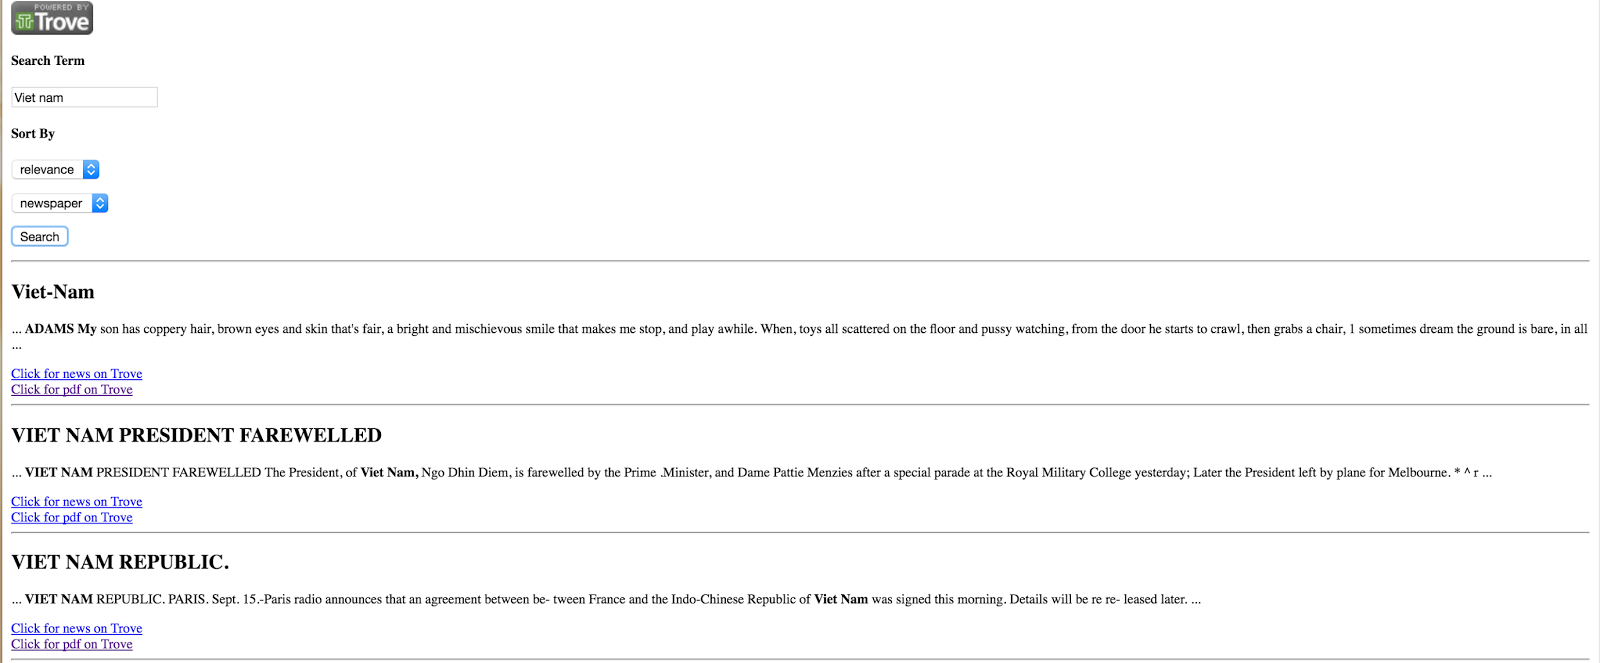 POWERED BY
Trove
Search Term
Viet nam
Sort By
relevance
newspaper
Search
Viet-Nam
... ADAMS My son has coppery hair, brown eyes and skin that's fair, a bright and mischievous smile that makes me stop, and play awhile. When, toys all scattered on the floor and pussy watching, from the door he starts to crawl, then grabs a chair, 1 sometimes dream the ground is bare, in all
...
Click for news on Trove
Click for pdf on Trove
VIET NAM PRESIDENT FAREWELLED
... VIET NAM PRESIDENT FAREWELLED The President, of Viet Nam, Ngo Dhin Diem, is farewelled by the Prime .Minister, and Dame Pattie Menzies after a special parade at the Royal Military College yesterday; Later the President left by plane for Melbourne. * ^ r ...
Click for news on Trove
Click for pdf on Trove
VIET NAM REPUBLIC.
... VIET NAM REPUBLIC. PARIS. Sept. 15.-Paris radio announces that an agreement between be- tween France and the Indo-Chinese Republic of Viet Nam was signed this morning. Details will be re re- leased later. ...
Click for news on Trove
Click for pdf on Trove